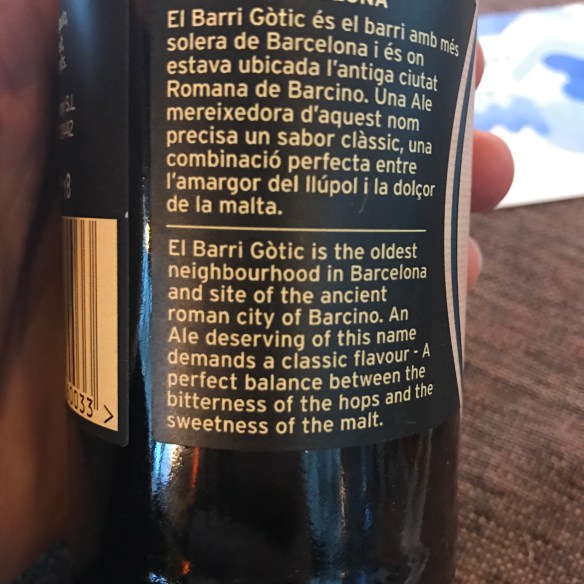 El Barri Gòtic és el barri amb més
solera de Barcelona i és on
estava ubicada l'antiga ciutat
Romana de Barcino. Una Ale
mereixedora d'aquest nom
precisa un sabor clàssic, una
combinació perfecta entre
l'amargor del llúpol i la dolçor
de la malta.
El Barri Gòtic is the oldest
neighbourhood in Barcelona
and site of the ancient
roman city of Barcino. An
Ale deserving of this name
demands a classic flavour - A
perfect balance between the
bitterness of the hops and the
sweetness of the malt.
0033 >